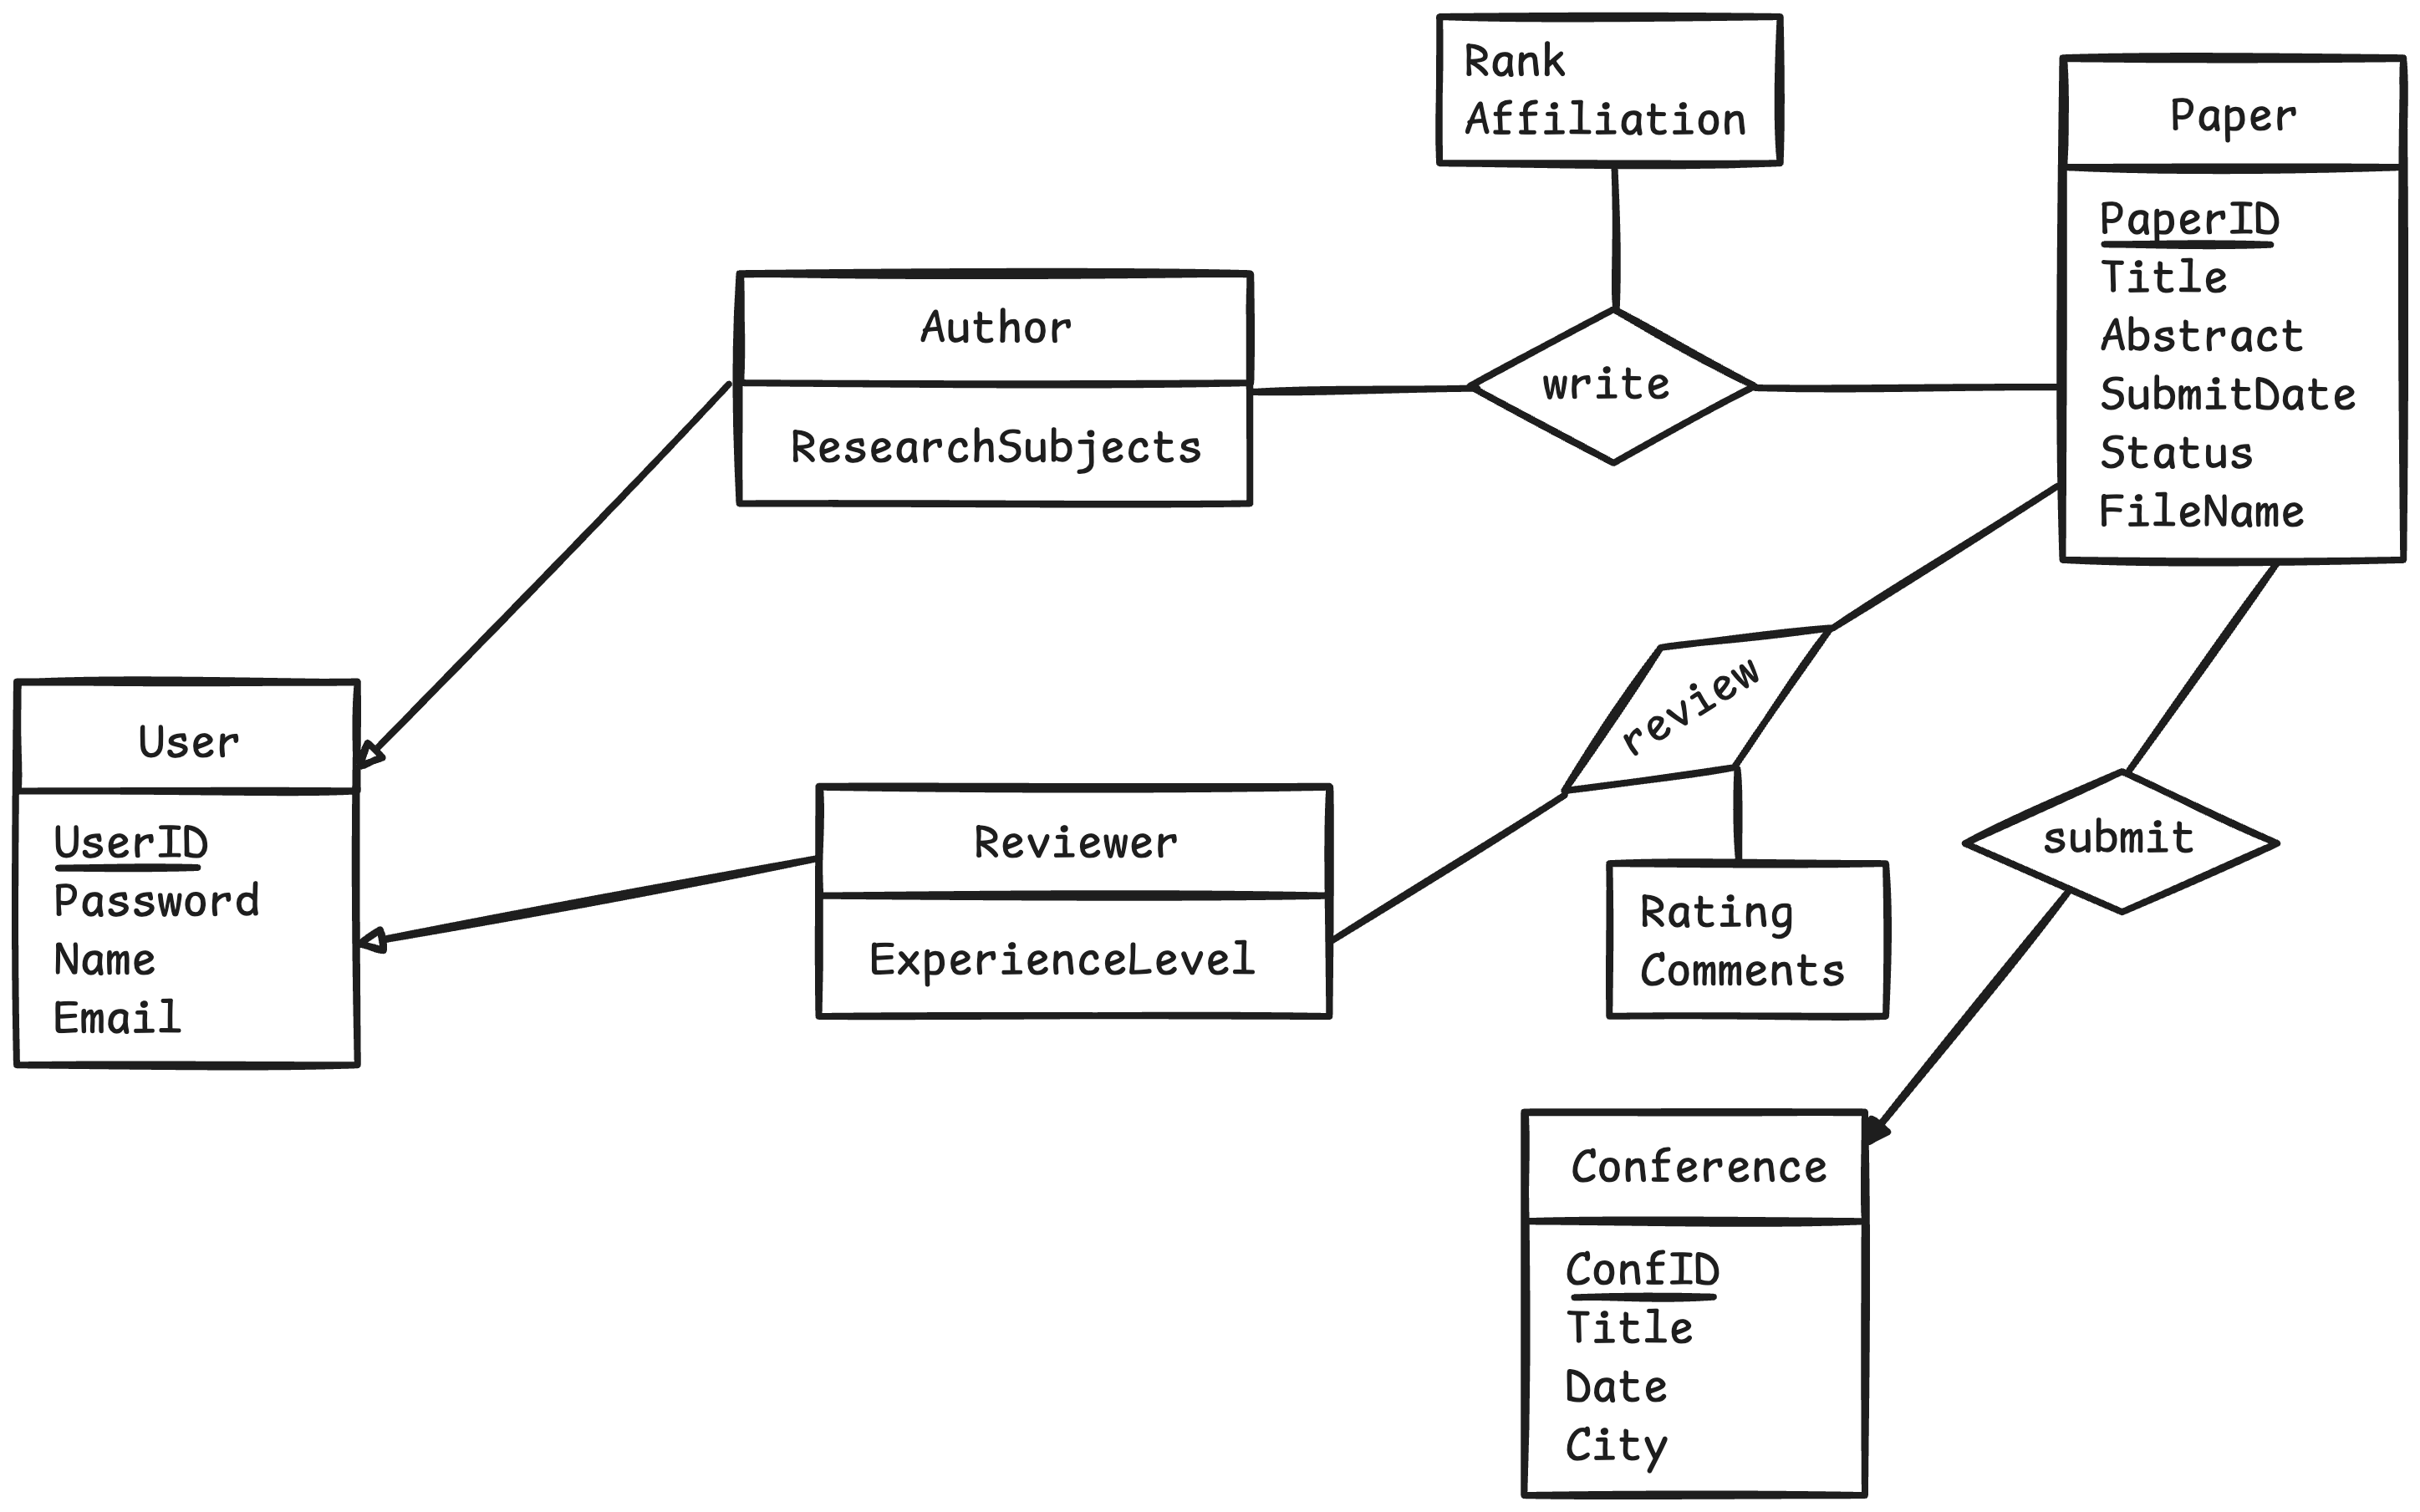 Rank
Affiliation
Paper
PaperID
Title
Abstract
SubmitDate
Status
FileName
Author
ResearchSubjects
write
User
UserID
Password
Name
Email
Reviewer
ExperienceLevel
review
Rating
Comments
submit
Conference
ConfID
Title
Date
City